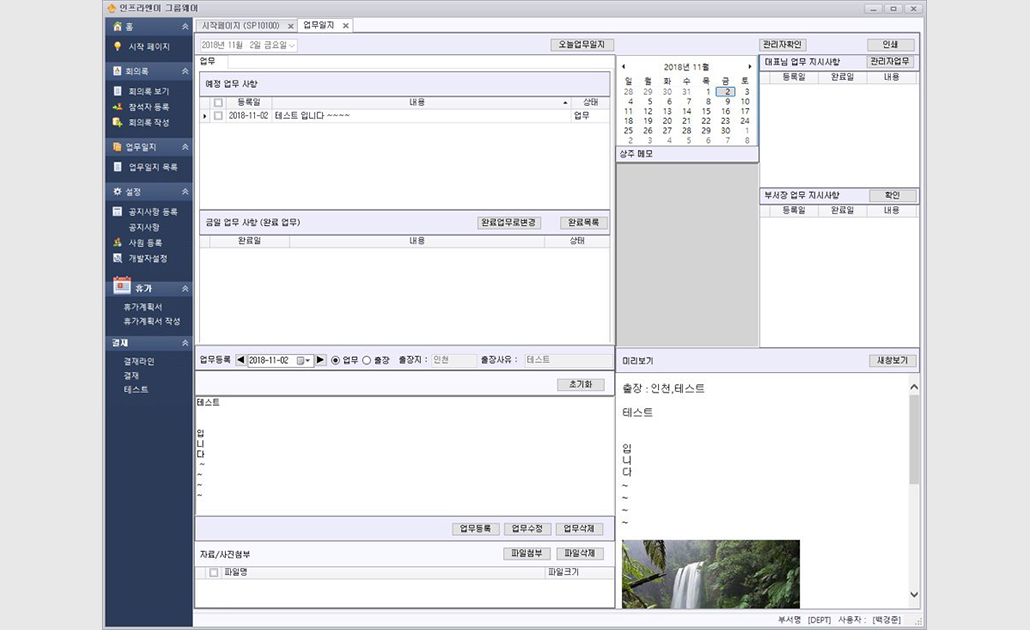 인프라엔이 그룹웨어
홈
시작 페이지
회의록
회의록 보기
참석자 등록
회의록 작성
업무일지
업무일지 목록
설정
공지사항 등록
공지사항
사원 등록
개발자설정
휴가
휴가계획서
휴가계획서 작성
결재
결재라인
결재
테스트
시작페이지 (SP10100) 업무일지
2018년 11월 2일 금요일 오늘업무일지 관리자확인 인쇄
업무
예정 업무 사항
등록일 내용 상태
2018-11-02 테스트 입니다 ~~~~ 업무
금일 업무 사항 (완료 업무) 완료업무로변경 완료목록
완료일 내용 상태
2018년 11월
일 월 화 수 목 금 토
28 29 30 31 1 2 3
4 5 6 7 8 9 10
11 12 13 14 15 16 17
18 19 20 21 22 23 24
25 26 27 28 29 30 1
2 3 4 5 6 7 8
상주 메모
대표님 업무 지시사항 관리자업무
등록일 완료일 내용
부서장 업무 지시사항 확인
등록일 완료일 내용
업무등록 2018-11-02 업무 출장 출장지 : 인천 출장사유 : 테스트
초기화
테스트
입
니
다
~
~
~
~
업무등록 업무수정 업무삭제
자료/사진첨부 파일첨부 파일삭제
파일명 파일크기
미리보기 새창보기
출장 : 인천,테스트
테스트
입
니
다
~
~
~
~
부서명 [DEPT] 사용자 : [백경준]